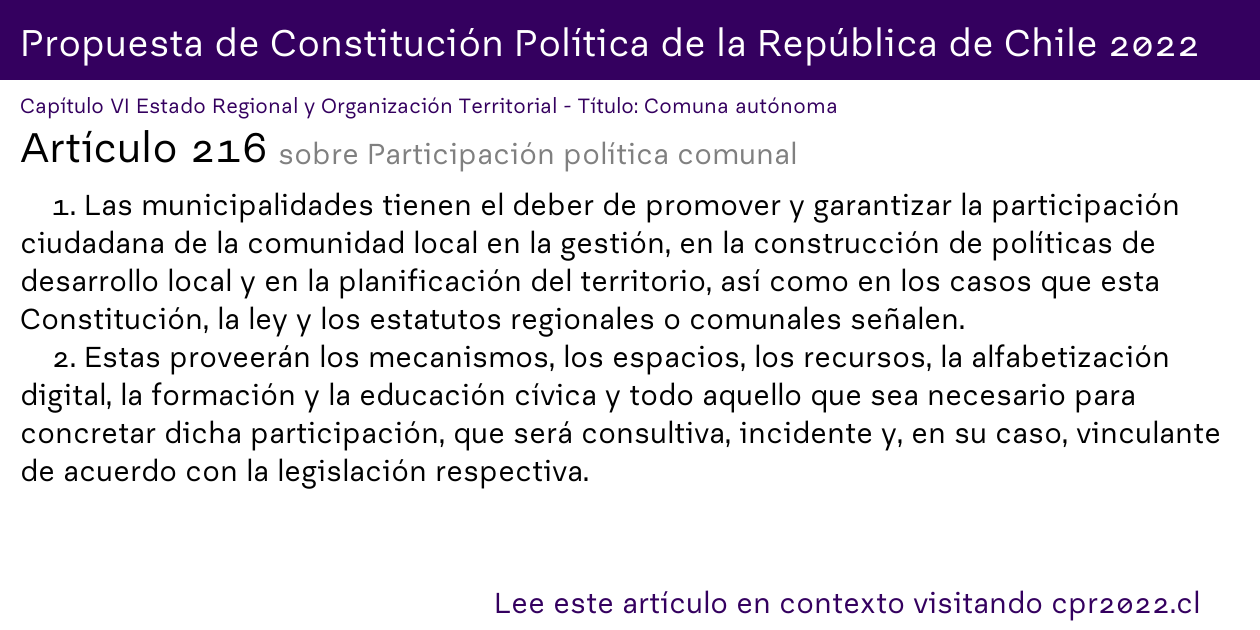 Propuesta de Constitución Política de la República de Chile 2022
Capítulo VI Estado Regional y Organización Territorial - Título: Comuna autónoma
Artículo 216 sobre Participación política comunal
1. Las municipalidades tienen el deber de promover y garantizar la participación
ciudadana de la comunidad local en la gestión, en la construcción de políticas de
desarrollo local y en la planificación del territorio, así como en los casos que esta
Constitución, la ley y los estatutos regionales o comunales señalen.
2. Estas proveerán los mecanismos, los espacios, los recursos, la alfabetización
digital, la formación y la educación cívica y todo aquello que sea necesario para
concretar dicha participación, que será consultiva, incidente y, en su caso, vinculante
de acuerdo con la legislación respectiva.
Lee este artículo en contexto visitando cpr2022.cl